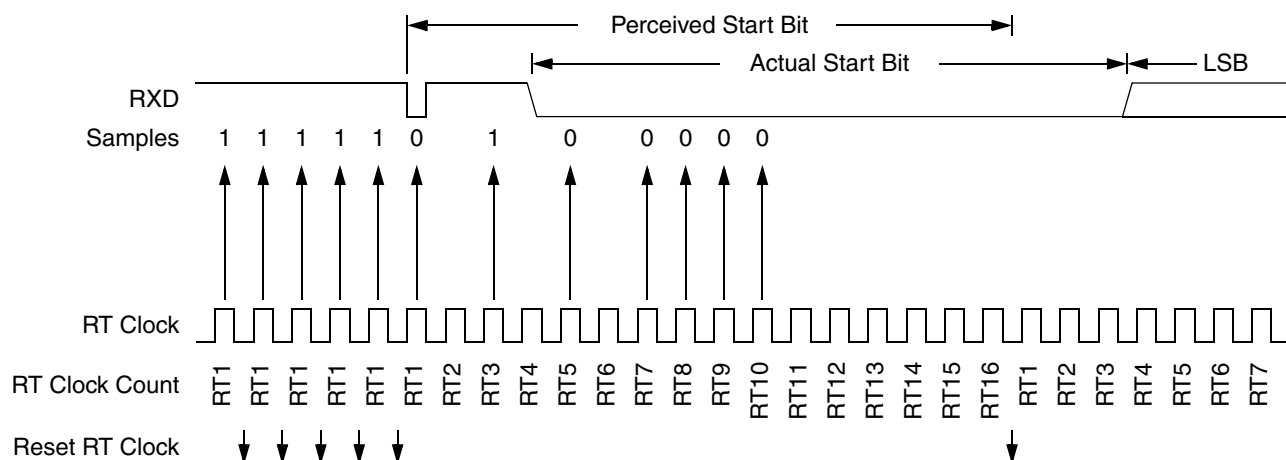 Perceived Start Bit
Actual Start Bit
LSB
RXD
Samples 1 1 1 1 1 0 1 0 0 0 0 0
RT Clock
RT Clock Count RT1 RT1 RT1 RT1 RT1 RT1 RT2 RT3 RT4 RT5 RT6 RT7 RT8 RT9 RT10 RT11 RT12 RT13 RT14 RT15 RT16 RT1 RT2 RT3 RT4 RT5 RT6 RT7
Reset RT Clock